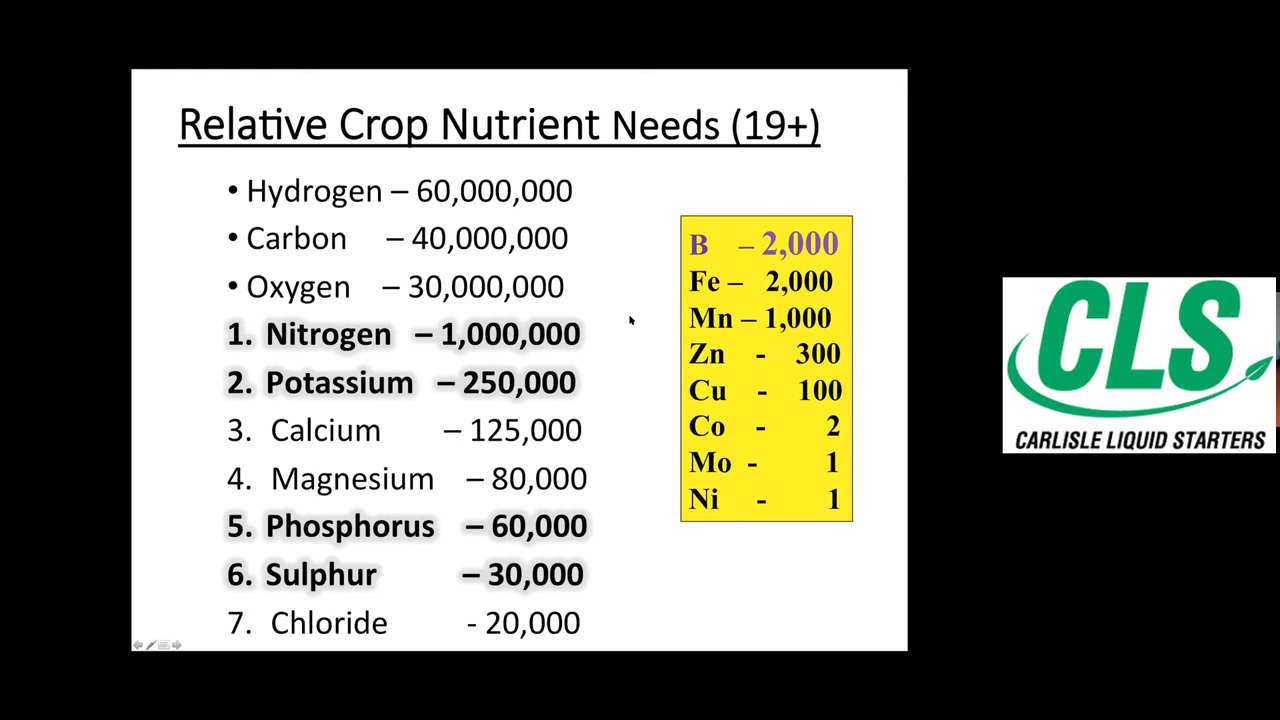 Relative Crop Nutrient Needs (19+)
• Hydrogen – 60,000,000
• Carbon – 40,000,000
• Oxygen – 30,000,000
1. Nitrogen – 1,000,000
2. Potassium – 250,000
3. Calcium – 125,000
4. Magnesium – 80,000
5. Phosphorus – 60,000
6. Sulphur – 30,000
7. Chloride - 20,000
B – 2,000
Fe – 2,000
Mn – 1,000
Zn - 300
Cu - 100
Co - 2
Mo - 1
Ni - 1
CLS
CARLISLE LIQUID STARTERS